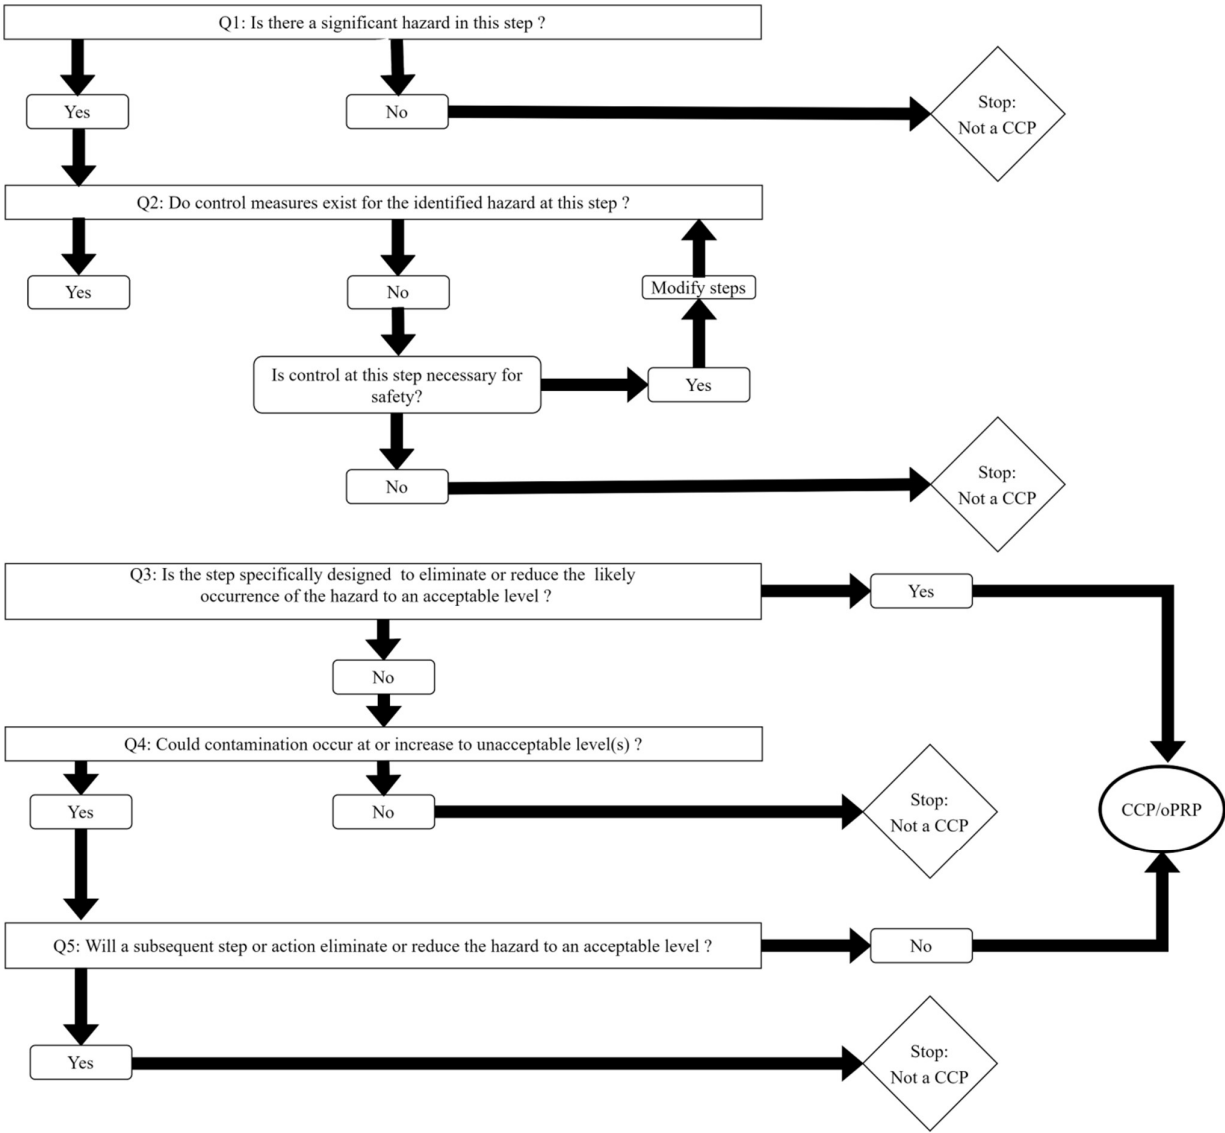 Q1: Is there a significant hazard in this step ?
Yes
No
Stop:
Not a CCP
Q2: Do control measures exist for the identified hazard at this step ?
Yes
No
Modify steps
Is control at this step necessary for
safety?
Yes
No
Stop:
Not a CCP
Q3: Is the step specifically designed to eliminate or reduce the likely
occurrence of the hazard to an acceptable level ?
Yes
No
Q4: Could contamination occur at or increase to unacceptable level(s) ?
Yes
No
Stop:
Not a CCP
CCP/oPRP
Q5: Will a subsequent step or action eliminate or reduce the hazard to an acceptable level ?
No
Yes
Stop:
Not a CCP